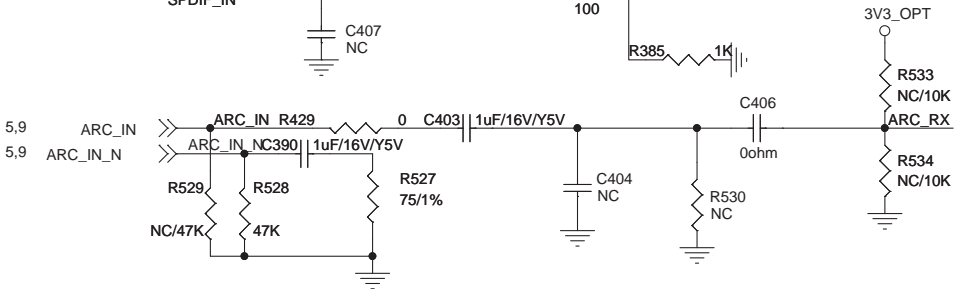 SPDIF_IN
C407
NC
100
R385 1K
3V3_OPT
R533
NC/10K
C406
0ohm
5,9 ARC_IN ARC_IN R429 0 C403 1uF/16V/Y5V ARC_RX
5,9 ARC_IN_N ARC_IN_N C390 1uF/16V/Y5V
R534
NC/10K
R529
NC/47K
R528
47K
R527
75/1%
C404
NC
R530
NC